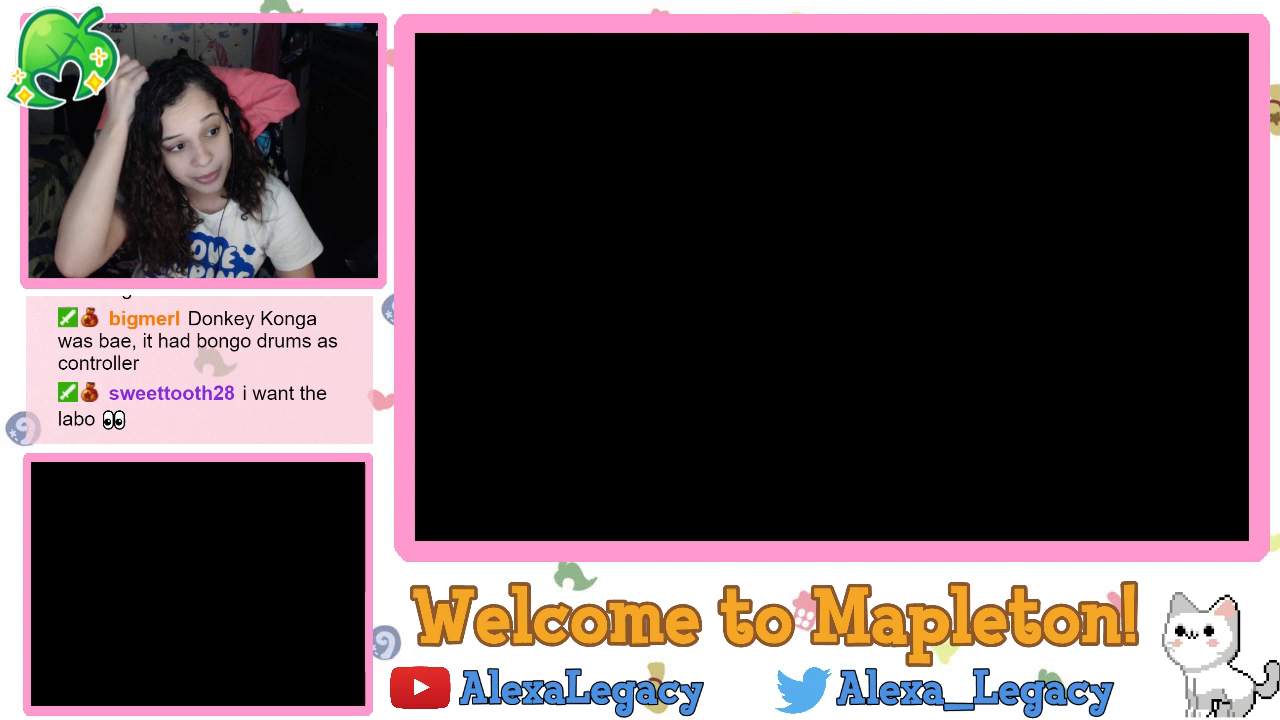 bigmerl Donkey Konga
was bae, it had bongo drums as
controller
sweettooth28 i want the
labo 👀
Welcome to Mapleton!
AlexaLegacy
Alexa__Legacy